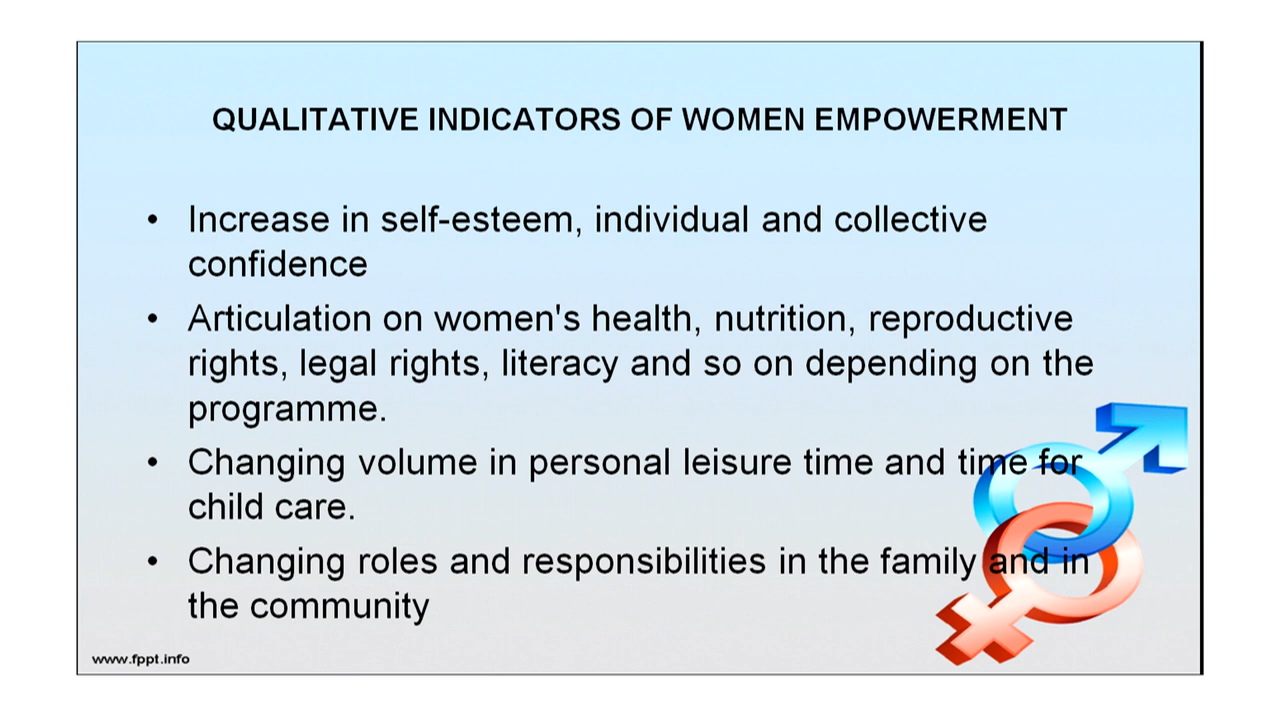 QUALITATIVE INDICATORS OF WOMEN EMPOWERMENT
• Increase in self-esteem, individual and collective
confidence
• Articulation on women's health, nutrition, reproductive
rights, legal rights, literacy and so on depending on the
programme.
• Changing volume in personal leisure time and time for
child care.
• Changing roles and responsibilities in the family and in
the community
www.fppt.info